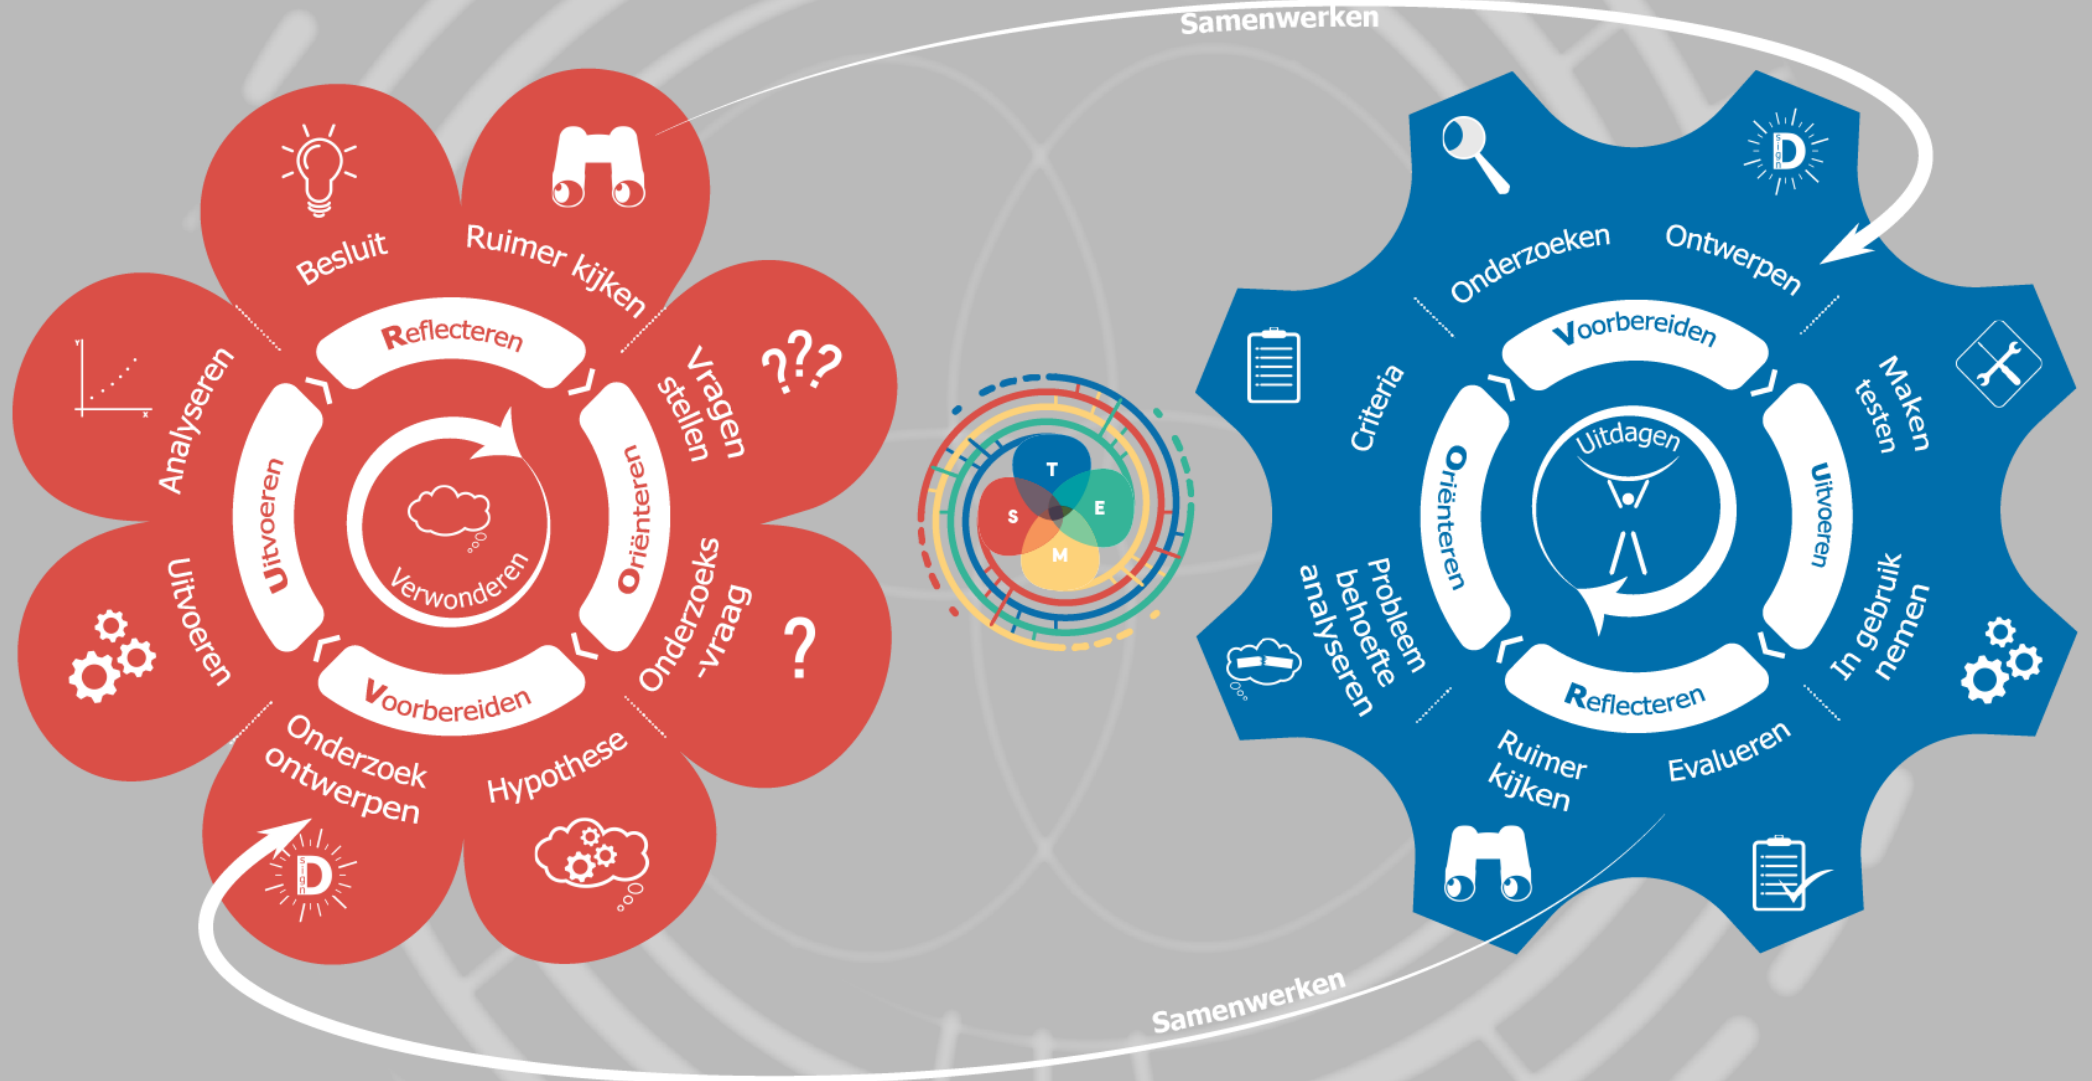 Samenwerken
Besluit
Ruimer kijken
Reflecteren
Analyseren
Vragen
stellen
???
Y
X
Uitvoeren
Oriënteren
Verwonderen
Uitvoeren
Onderzoeks
-vraag
?
Voorbereiden
Onderzoek
ontwerpen
Hypothese
Design
T
S
E
M
Design
Onderzoeken
Ontwerpen
Voorbereiden
Criteria
Maken
testen
Uitdagen
Oriënteren
Uitvoeren
Probleem
behoefte
analyseren
In gebruik
nemen
Reflecteren
Ruimer
kijken
Evalueren
Samenwerken